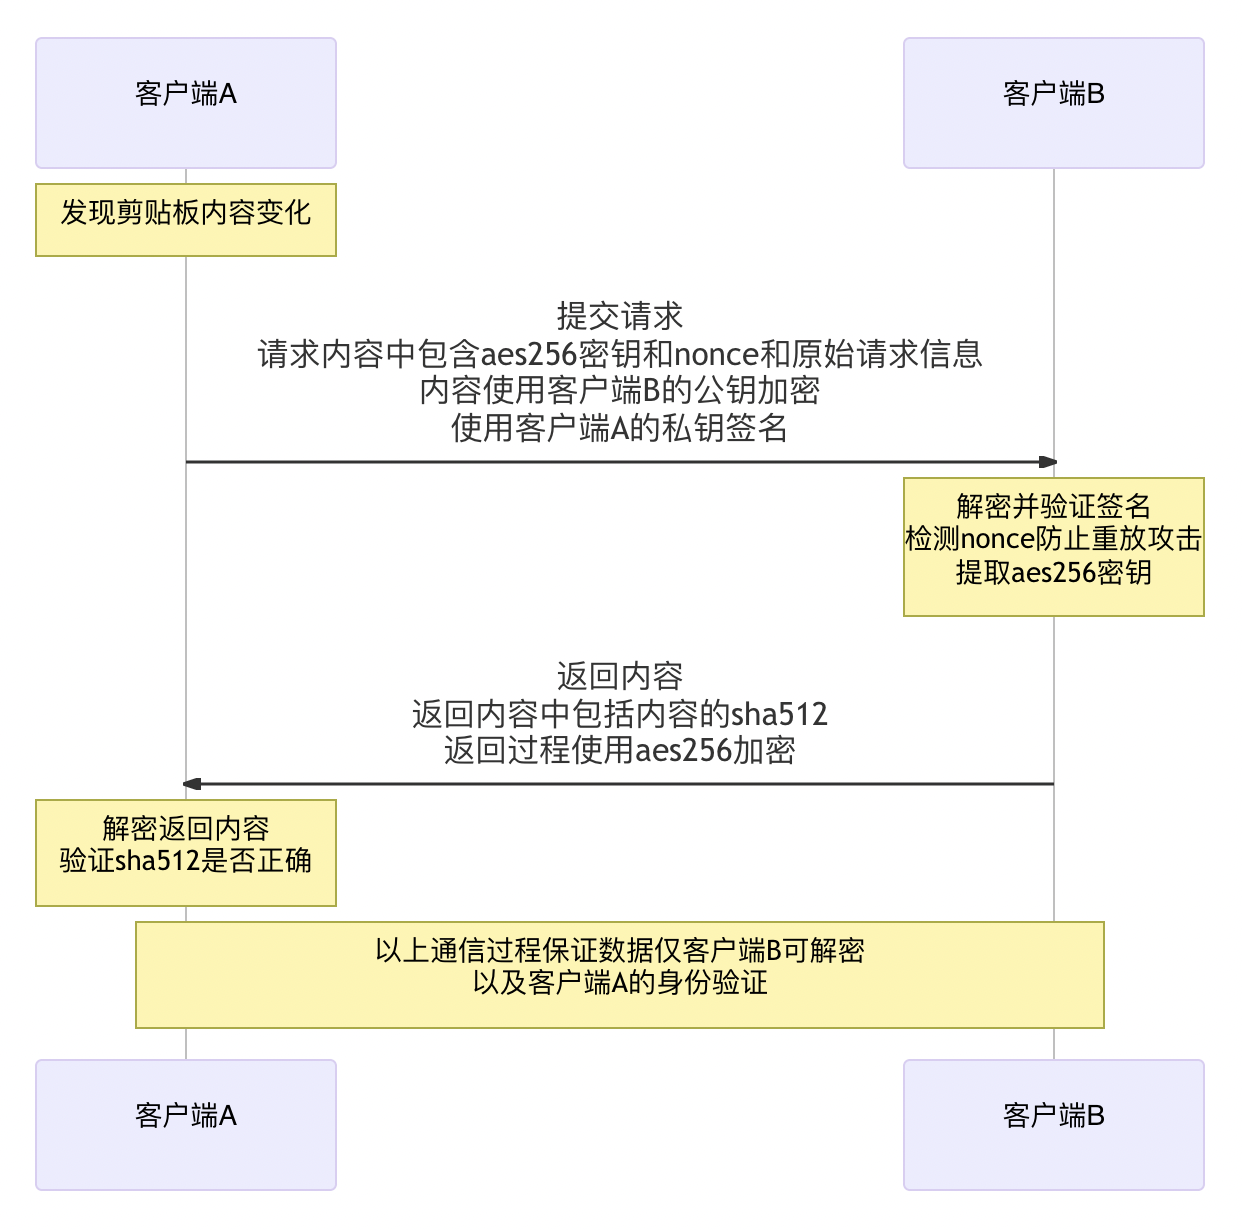 客户端A
客户端B
发现剪贴板内容变化
提交请求
请求内容中包含aes256密钥和nonce和原始请求信息
内容使用客户端B的公钥加密
使用客户端A的私钥签名
解密并验证签名
检测nonce防止重放攻击
提取aes256密钥
返回内容
返回内容中包括内容的sha512
返回过程使用aes256加密
解密返回内容
验证sha512是否正确
以上通信过程保证数据仅客户端B可解密
以及客户端A的身份验证
客户端A
客户端B